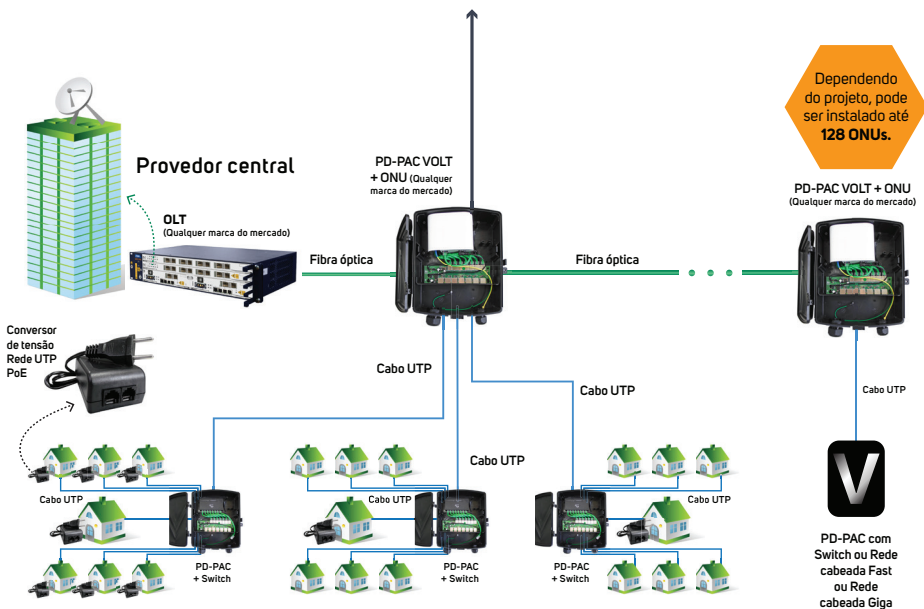 Dependendo
do projeto, pode
ser instalado até
128 ONUs.
Provedor central
PD-PAC VOLT
+ ONU (Qualquer
marca do mercado)
PD-PAC VOLT + ONU
(Qualquer marca do mercado)
OLT
(Qualquer marca do mercado)
Fibra óptica
Fibra óptica
Conversor
de tensão
Rede UTP
PoE
Cabo UTP
Cabo UTP
Cabo UTP
Cabo UTP
Cabo UTP
Cabo UTP
Cabo UTP
V
PD-PAC
+ Switch
PD-PAC
+ Switch
PD-PAC
+ Switch
PD-PAC com
Switch ou Rede
cabeada Fast
ou Rede
cabeada Giga